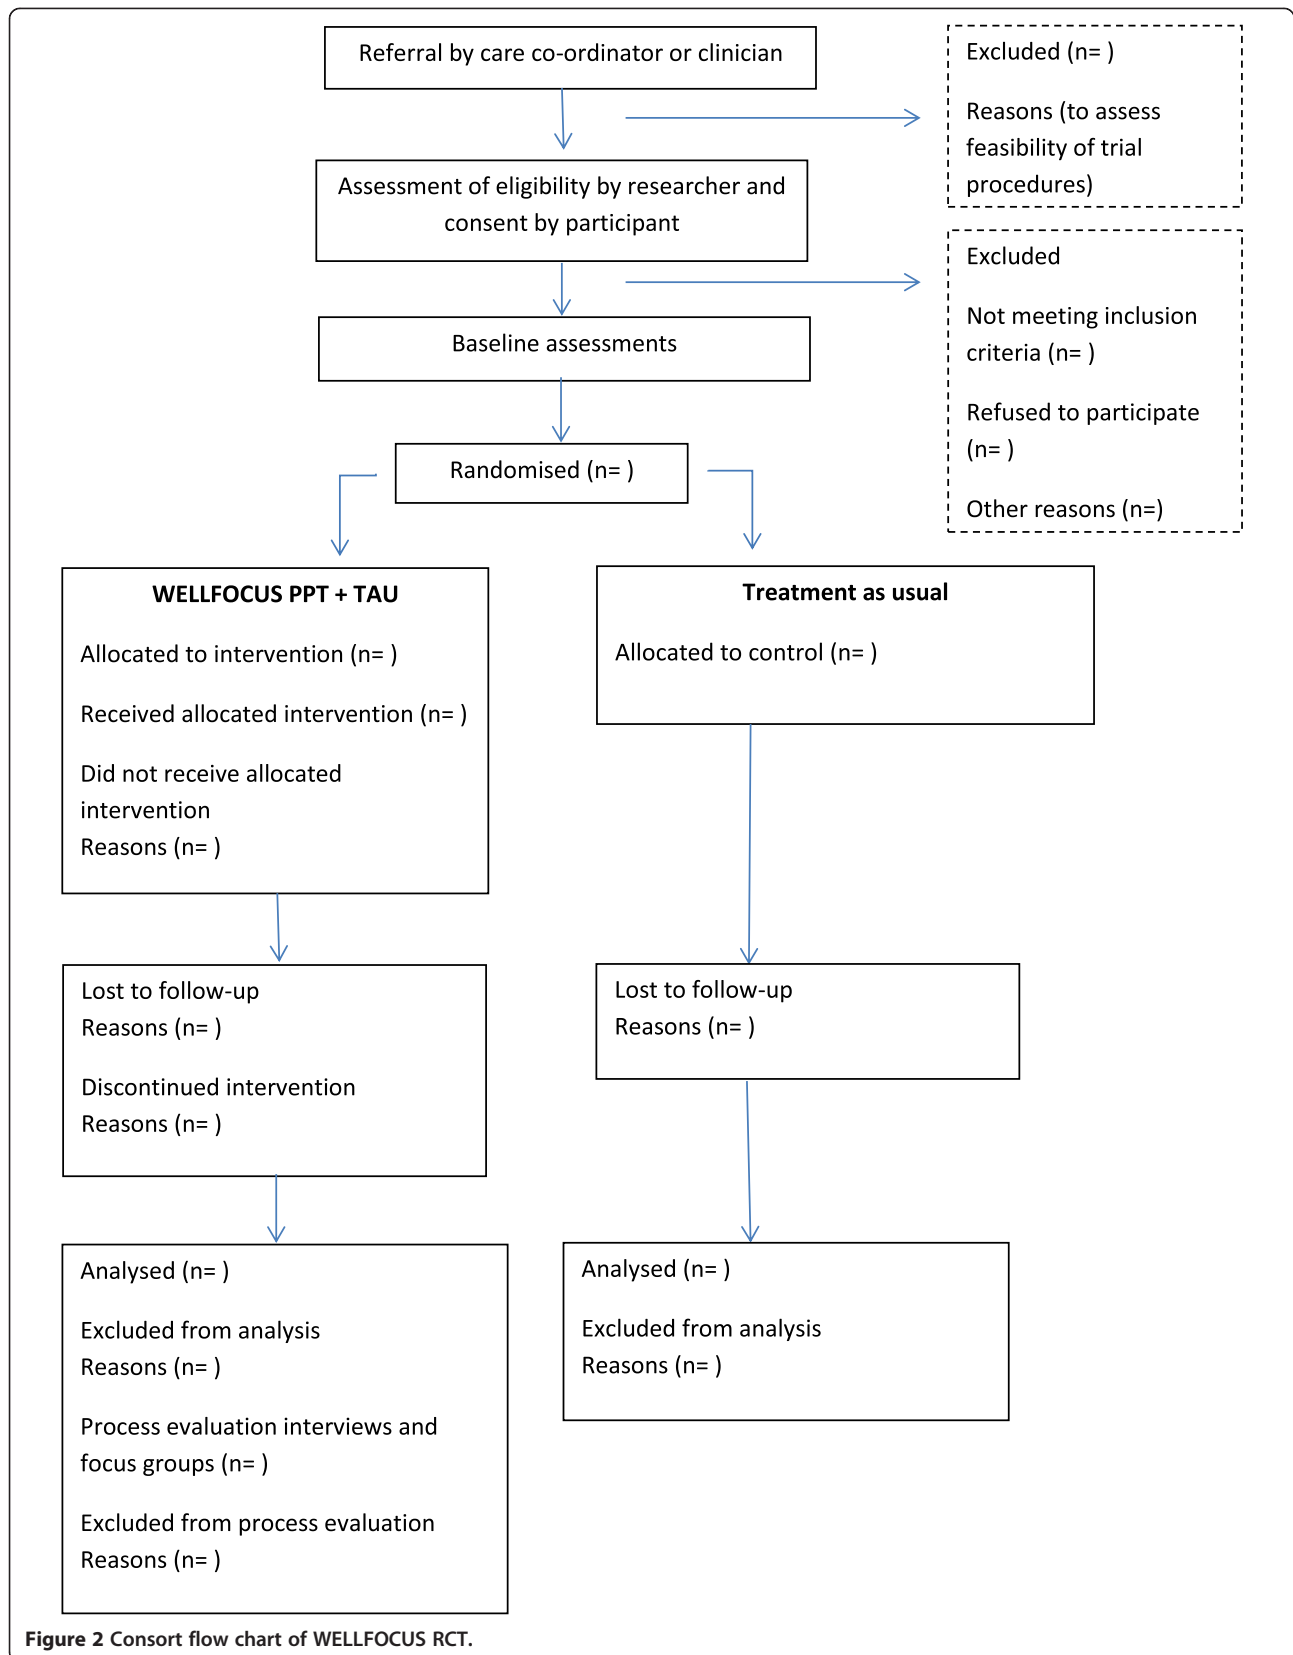 Referral by care co-ordinator or clinician
Excluded (n= )
Reasons (to assess
feasibility of trial
procedures)
Assessment of eligibility by researcher and
consent by participant
Excluded
Not meeting inclusion
criteria (n= )
Refused to participate
(n= )
Other reasons (n=)
Baseline assessments
Randomised (n= )
WELLFOCUS PPT + TAU
Allocated to intervention (n= )
Received allocated intervention (n= )
Did not receive allocated
intervention
Reasons (n= )
Treatment as usual
Allocated to control (n= )
Lost to follow-up
Reasons (n= )
Discontinued intervention
Reasons (n= )
Lost to follow-up
Reasons (n= )
Analysed (n= )
Excluded from analysis
Reasons (n= )
Process evaluation interviews and
focus groups (n= )
Excluded from process evaluation
Reasons (n= )
Analysed (n= )
Excluded from analysis
Reasons (n= )
Figure 2 Consort flow chart of WELLFOCUS RCT.